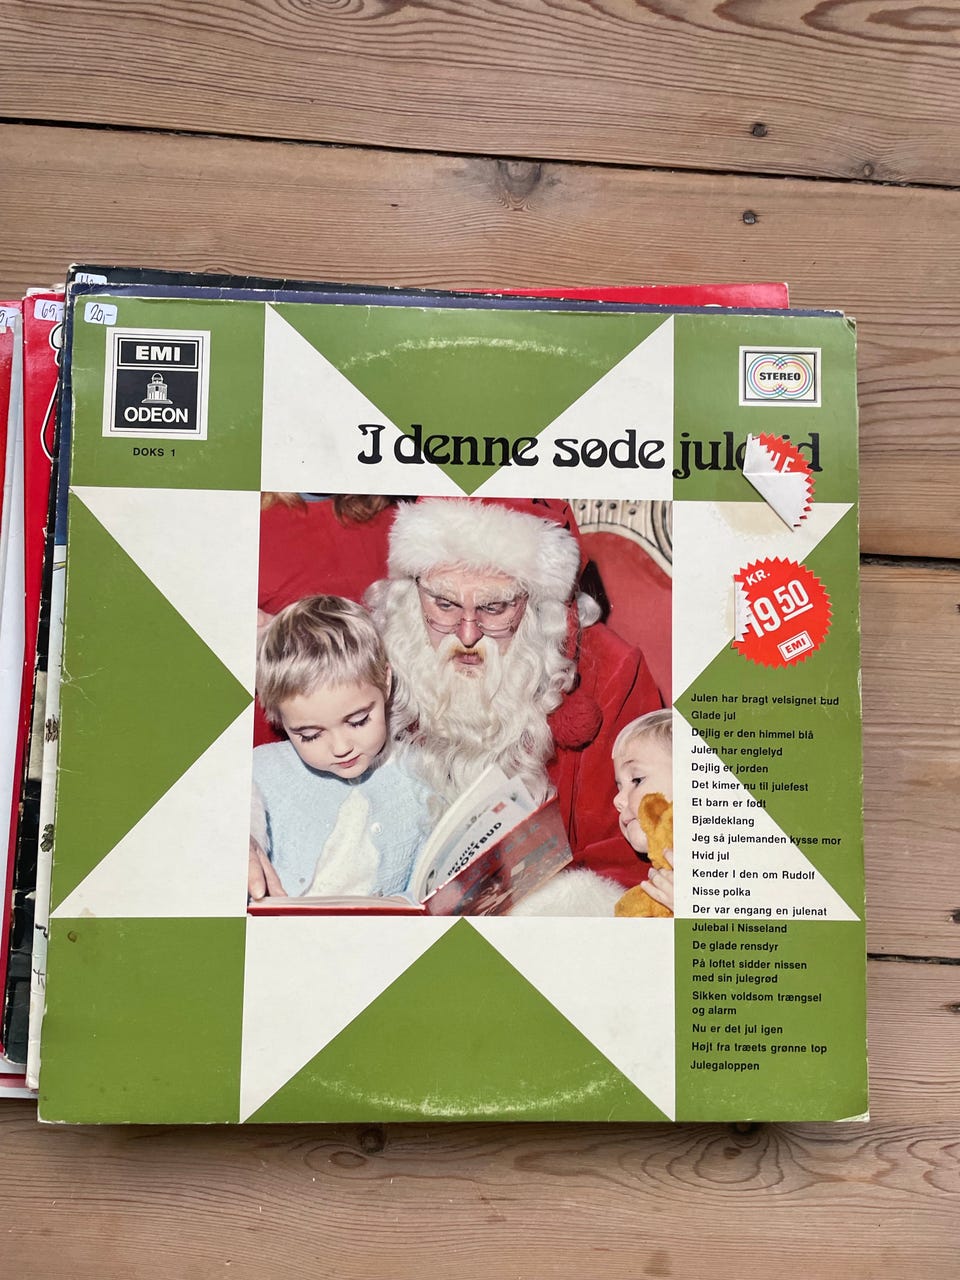 65,-
20,-
EMI
ODEON
DOKS 1
STEREO
I denne søde juletid
KR.
19.50
EMI
POSTBUD
Julen har bragt velsignet bud
Glade jul
Dejlig er den himmel blå
Julen har englelyd
Dejlig er jorden
Det kimer nu til julefest
Et barn er født
Bjældeklang
Jeg så julemanden kysse mor
Hvid jul
Kender I den om Rudolf
Nisse polka
Der var engang en julenat
Julebal i Nisseland
De glade rensdyr
På loftet sidder nissen
med sin julegrød
Sikken voldsom trængsel
og alarm
Nu er det jul igen
Højt fra træets grønne top
Julegaloppen